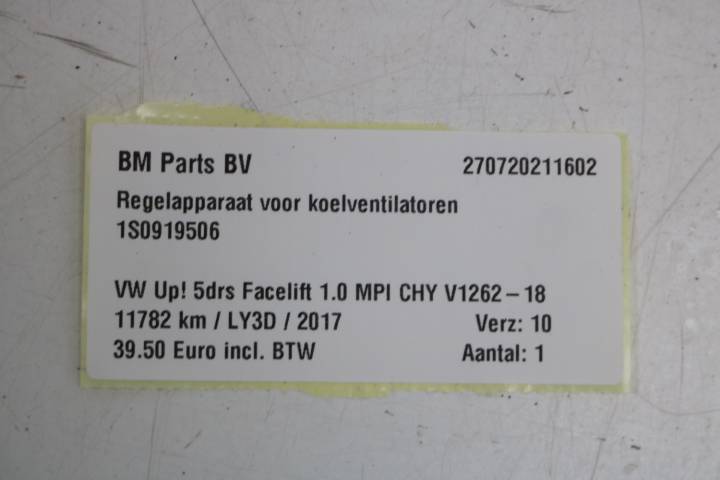 BM Parts BV 270720211602
Regelapparaat voor koelventilatoren
1S0919506
VW Up! 5drs Facelift 1.0 MPI CHY V1262 – 18
11782 km / LY3D / 2017 Verz: 10
39.50 Euro incl. BTW Aantal: 1